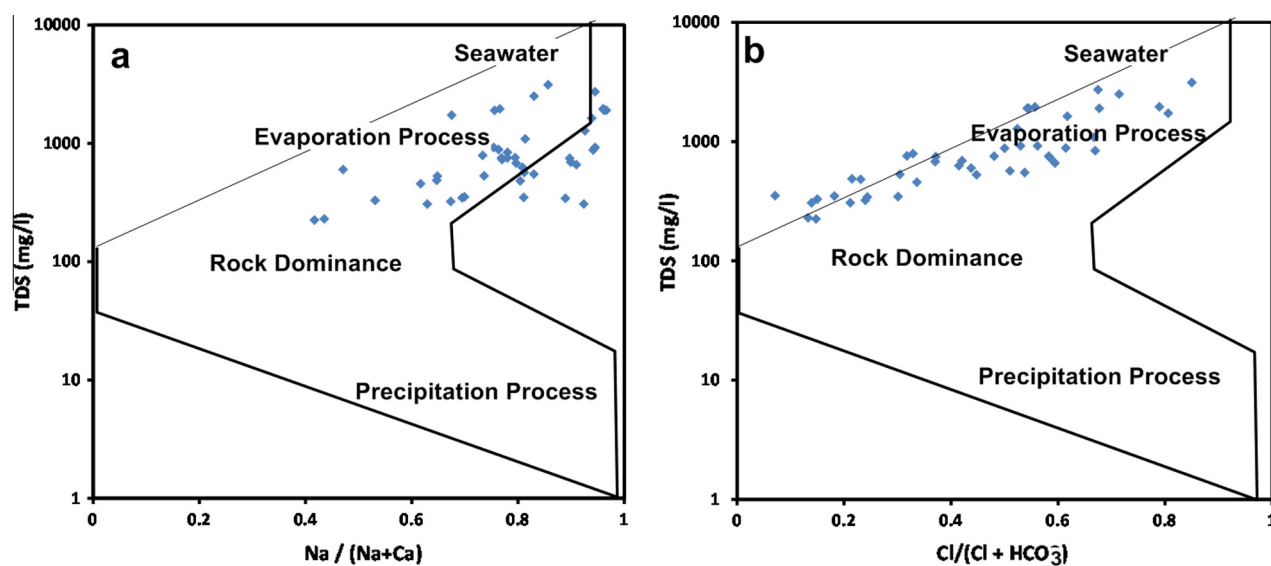 a
10000
1000
100
10
1
TDS (mg/l)
Seawater
Evaporation Process
Rock Dominance
Precipitation Process
0 0.2 0.4 0.6 0.8 1
Na / (Na+Ca)
b
10000
1000
100
10
1
TDS (mg/l)
Seawater
Evaporation Process
Rock Dominance
Precipitation Process
0 0.2 0.4 0.6 0.8 1
Cl/(Cl + HCO₃⁻)